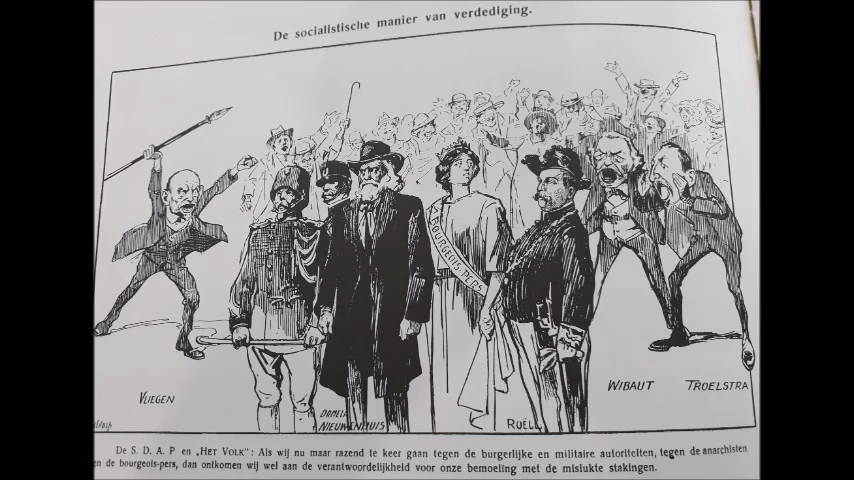 De socialistische manier van verdediging.
BOURGEOIS-PERS
VLIEGEN
DOMELA
NIEUWENHUIS
RUËLL
WIBAUT
TROELSTRA
De S. D. A. P en „HET VOLK": Als wij nu maar razend te keer gaan tegen de burgerlijke en militaire autoriteiten, tegen de anarchisten
en de bourgeois-pers, dan ontkomen wij wel aan de verantwoordelijkheid voor onze bemoeiing met de mislukte stakingen.